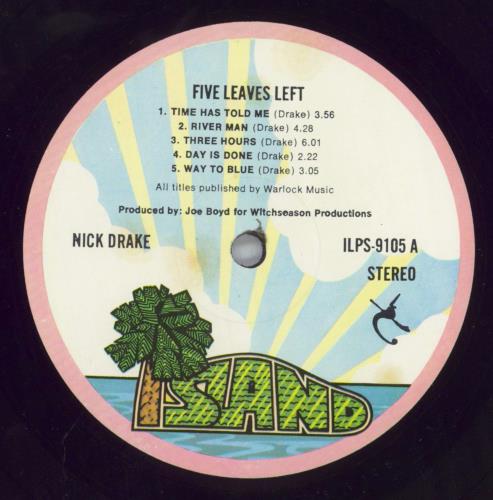 FIVE LEAVES LEFT
1. TIME HAS TOLD ME (Drake) 3.56
2. RIVER MAN (Drake) 4.28
3. THREE HOURS (Drake) 6.01
4. DAY IS DONE (Drake) 2.22
5. WAY TO BLUE (Drake) 3.05
All titles published by Warlock Music
Produced by: Joe Boyd for Witchseason Productions
NICK DRAKE
ILPS-9105 A
STEREO
ISLAND